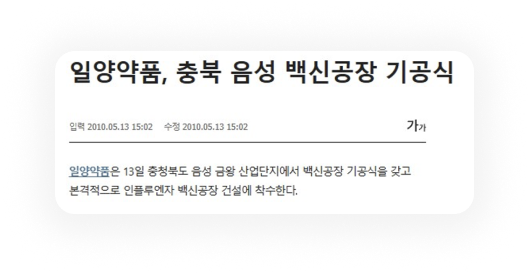 일양약품, 충북 음성 백신공장 기공식
입력 2010.05.13 15:02 수정 2010.05.13 15:02
가가
일양약품은 13일 충청북도 음성 금왕 산업단지에서 백신공장 기공식을 갖고
본격적으로 인플루엔자 백신공장 건설에 착수한다.